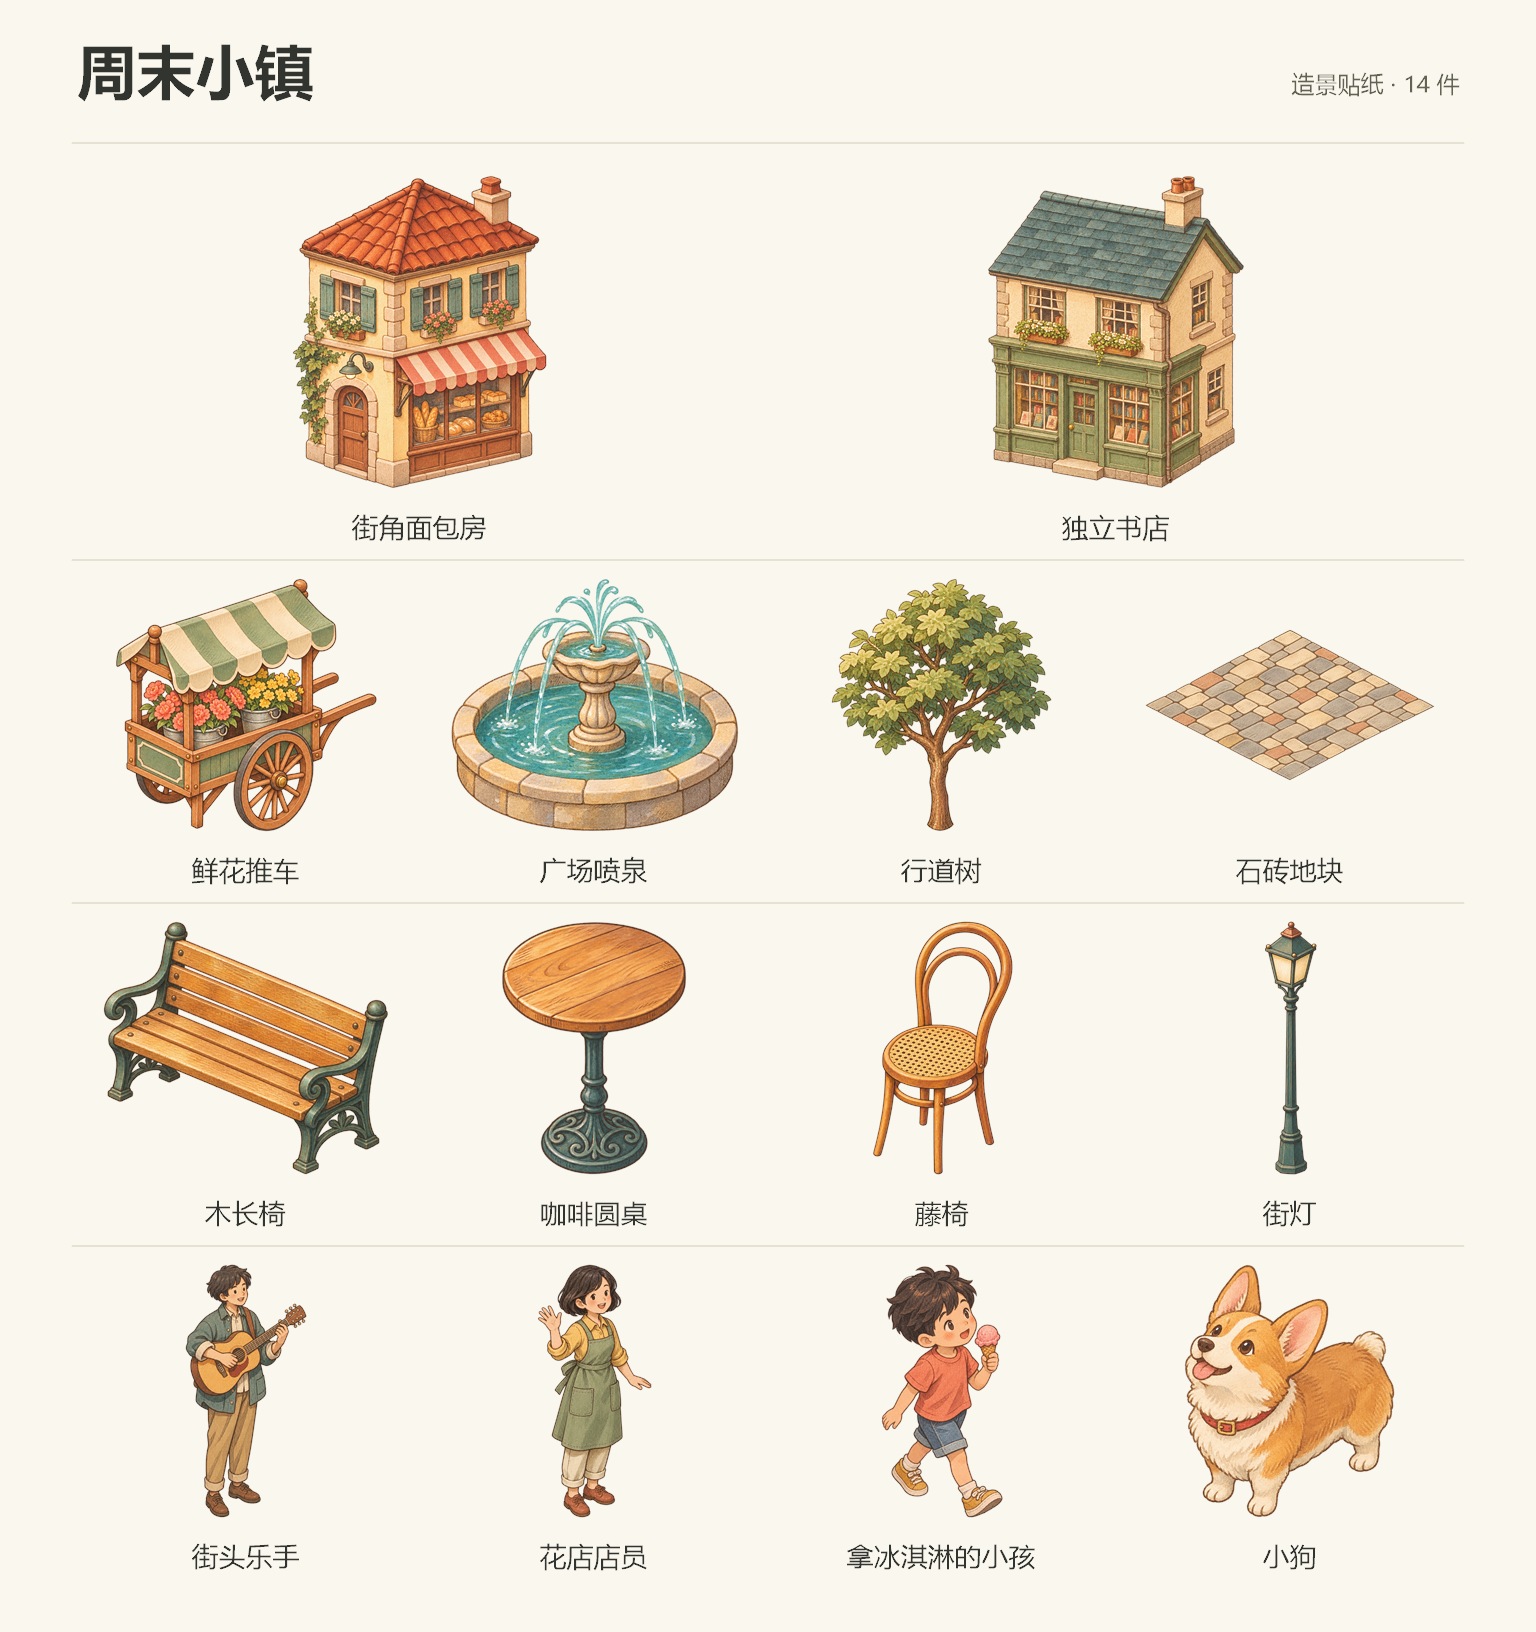 周末小镇
造景贴纸 · 14 件
街角面包房
独立书店
鲜花推车
广场喷泉
行道树
石砖地块
木长椅
咖啡圆桌
藤椅
街灯
街头乐手
花店店员
拿冰淇淋的小孩
小狗